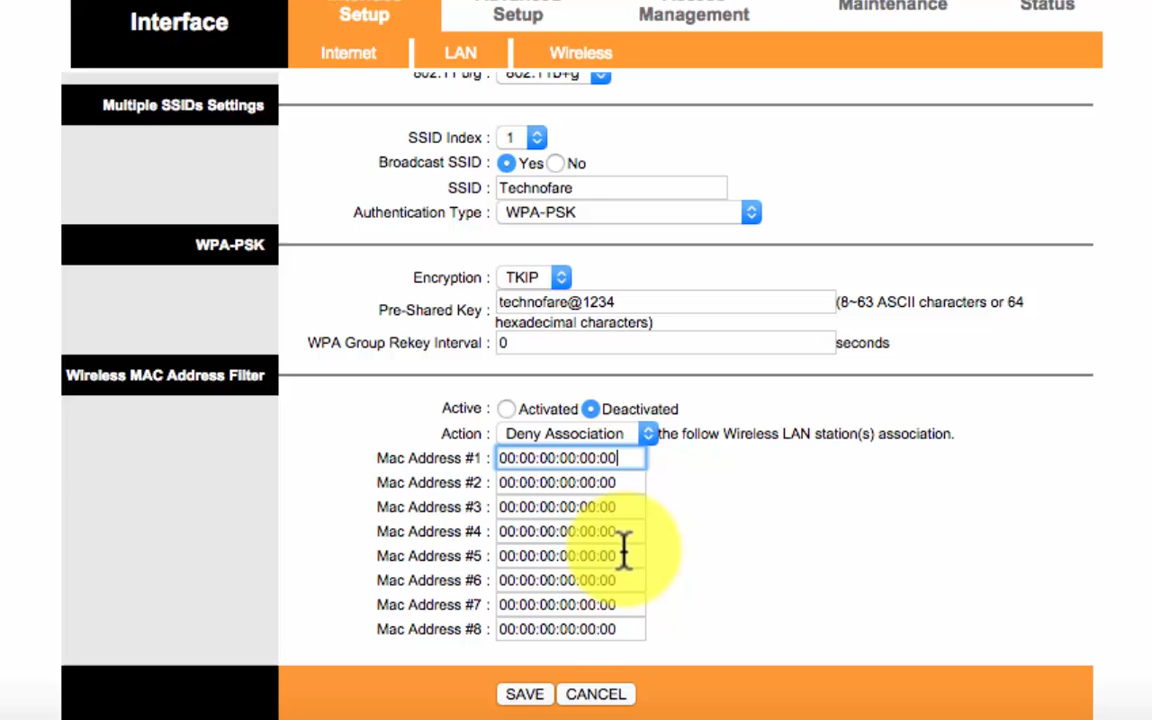 Interface
Setup
Setup
Management
Maintenance
Status
Internet
LAN
Wireless
802.11 b/g : 802.11b+g
Multiple SSIDs Settings
SSID Index : 1
Broadcast SSID : Yes No
SSID : Technofare
Authentication Type : WPA-PSK
WPA-PSK
Encryption : TKIP
Pre-Shared Key : technofare@1234 (8~63 ASCII characters or 64
hexadecimal characters)
WPA Group Rekey Interval : 0 seconds
Wireless MAC Address Filter
Active : Activated Deactivated
Action : Deny Association the follow Wireless LAN station(s) association.
Mac Address #1 : 00:00:00:00:00:00
Mac Address #2 : 00:00:00:00:00:00
Mac Address #3 : 00:00:00:00:00:00
Mac Address #4 : 00:00:00:00:00:00
Mac Address #5 : 00:00:00:00:00:00
Mac Address #6 : 00:00:00:00:00:00
Mac Address #7 : 00:00:00:00:00:00
Mac Address #8 : 00:00:00:00:00:00
SAVE CANCEL